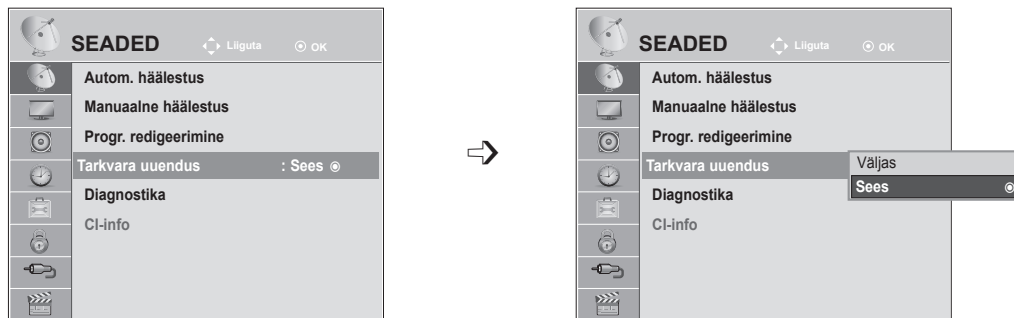 SEADED Liiguta OK
Autom. häälestus
Manuaalne häälestus
Progr. redigeerimine
Tarkvara uuendus : Sees
Diagnostika
CI-info
SEADED Liiguta OK
Autom. häälestus
Manuaalne häälestus
Progr. redigeerimine
Tarkvara uuendus
Väljas
Sees
Diagnostika
CI-info